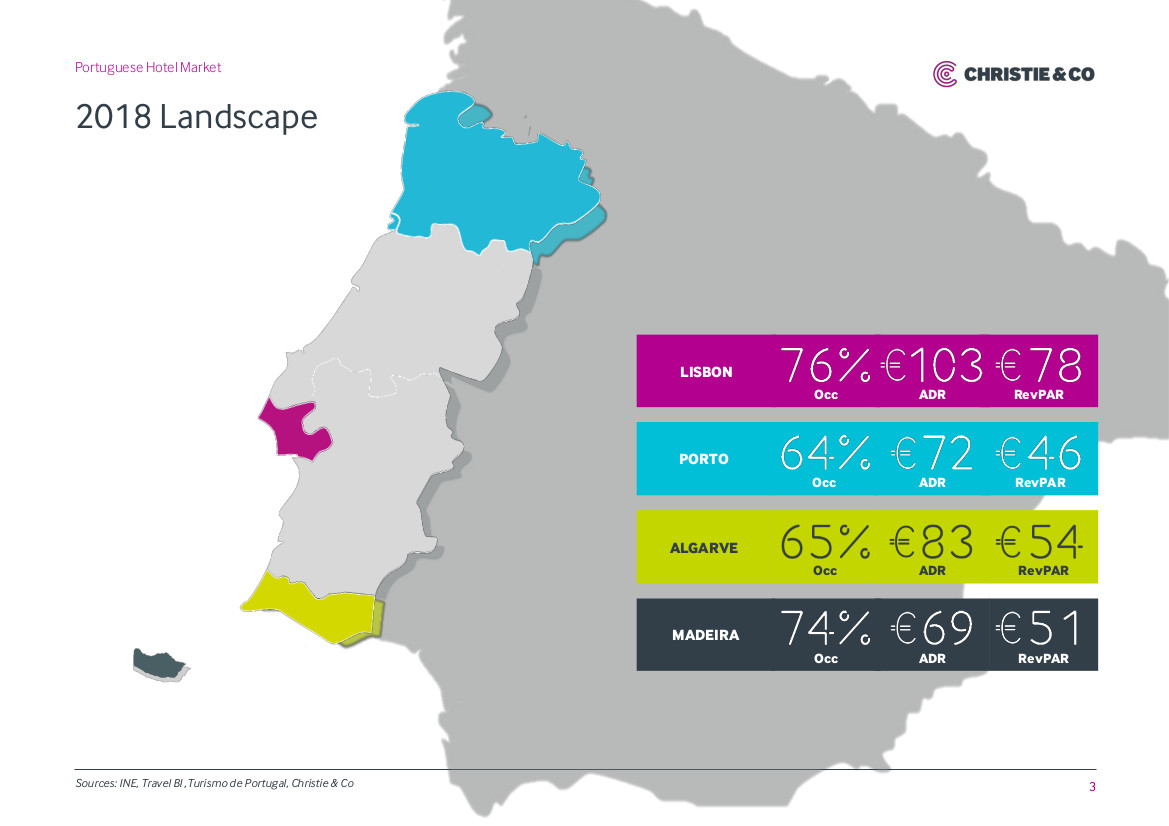 Portuguese Hotel Market
CHRISTIE & CO
2018 Landscape
LISBON 76% €103 €78
Occ ADR RevPAR
PORTO 64% €72 €46
Occ ADR RevPAR
ALGARVE 65% €83 €54
Occ ADR RevPAR
MADEIRA 74% €69 €51
Occ ADR RevPAR
Sources: INE, Travel BI ,Turismo de Portugal, Christie & Co
3